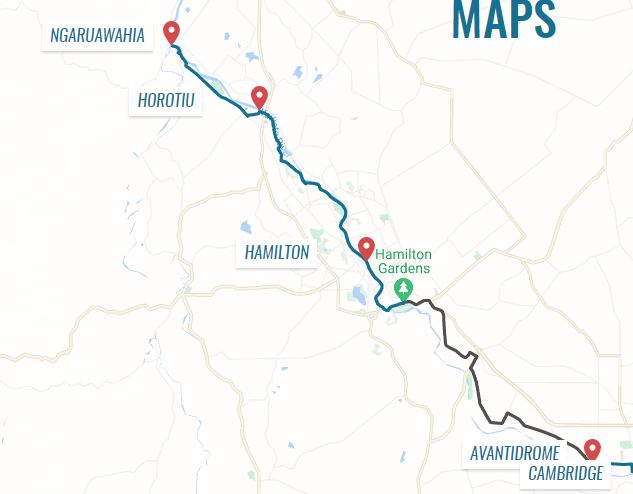 MAPS
NGARUAWAHIA
HOROTIU
HAMILTON
Hamilton
Gardens
AVANTIDROME
CAMBRIDGE